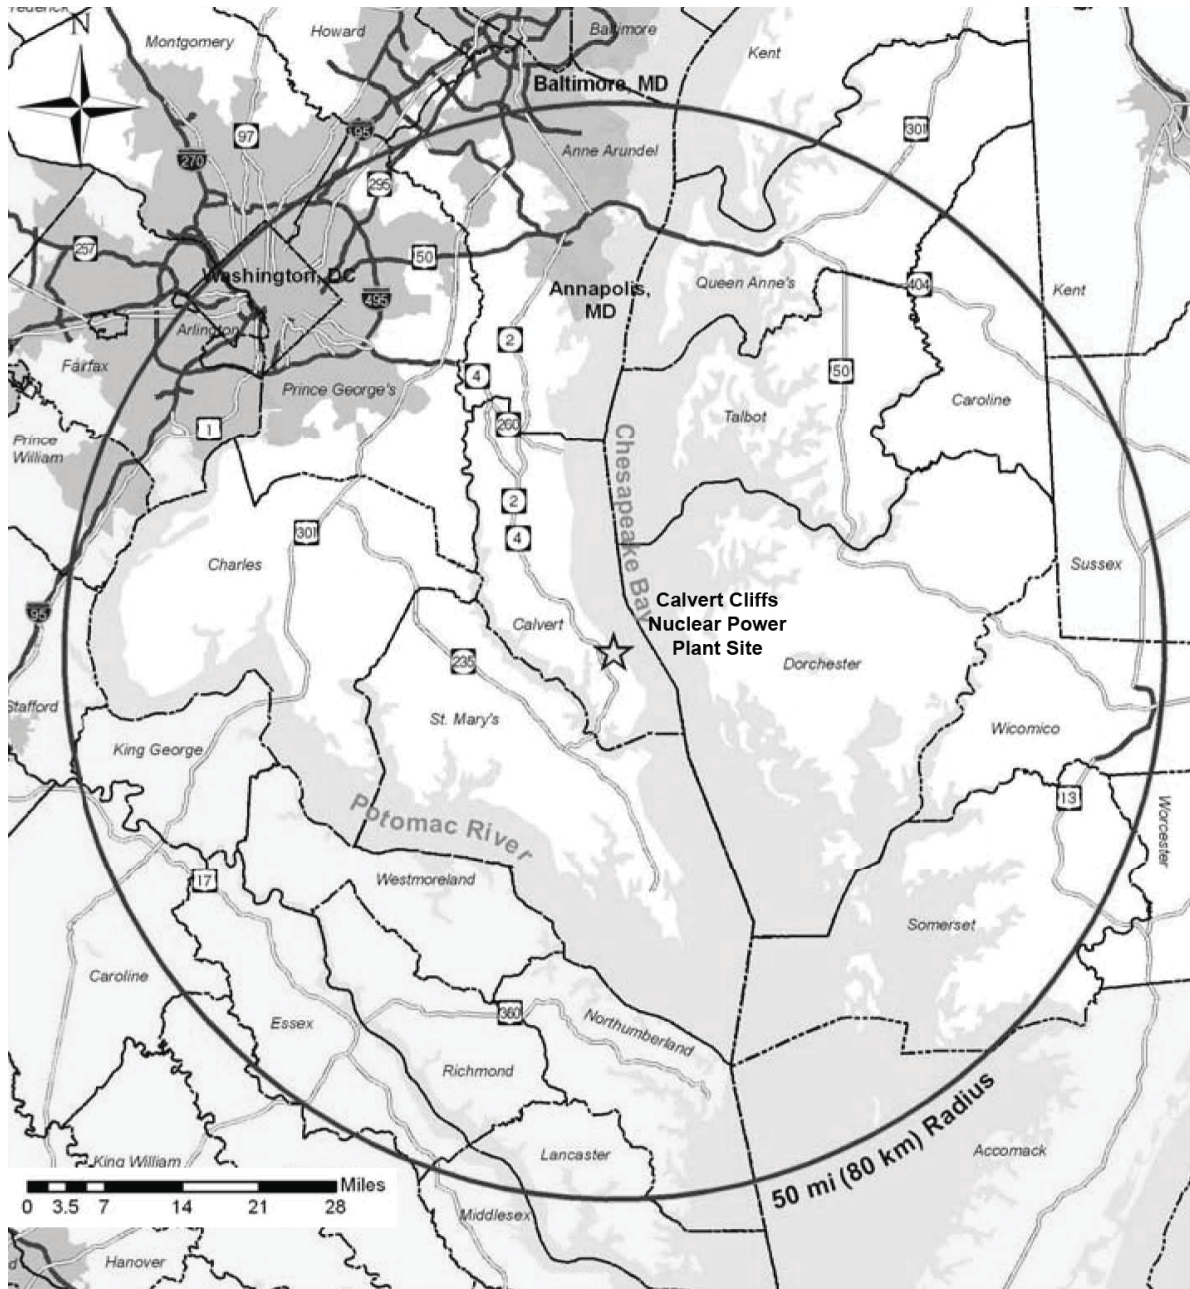 Frederick
N
Montgomery
Howard
Baltimore
Kent
Baltimore, MD
95
301
97
270
Anne Arundel
295
257
50
Washington, DC
495
Annapolis,
MD
Queen Anne's
404
Kent
Arlington
2
Fairfax
4
50
Prince George's
Caroline
Talbot
1
260
Prince
William
Chesapeake Bay
2
301
4
Charles
Sussex
95
Calvert Cliffs
Nuclear Power
Plant Site
Calvert
235
Dorchester
Stafford
St. Mary's
Wicomico
King George
13
Potomac River
Worcester
17
Westmoreland
Somerset
Caroline
360
Essex
Northumberland
Richmond
50 mi (80 km) Radius
Accomack
Lancaster
King William
Miles
0 3.5 7 14 21 28
Middlesex
Hanover
d